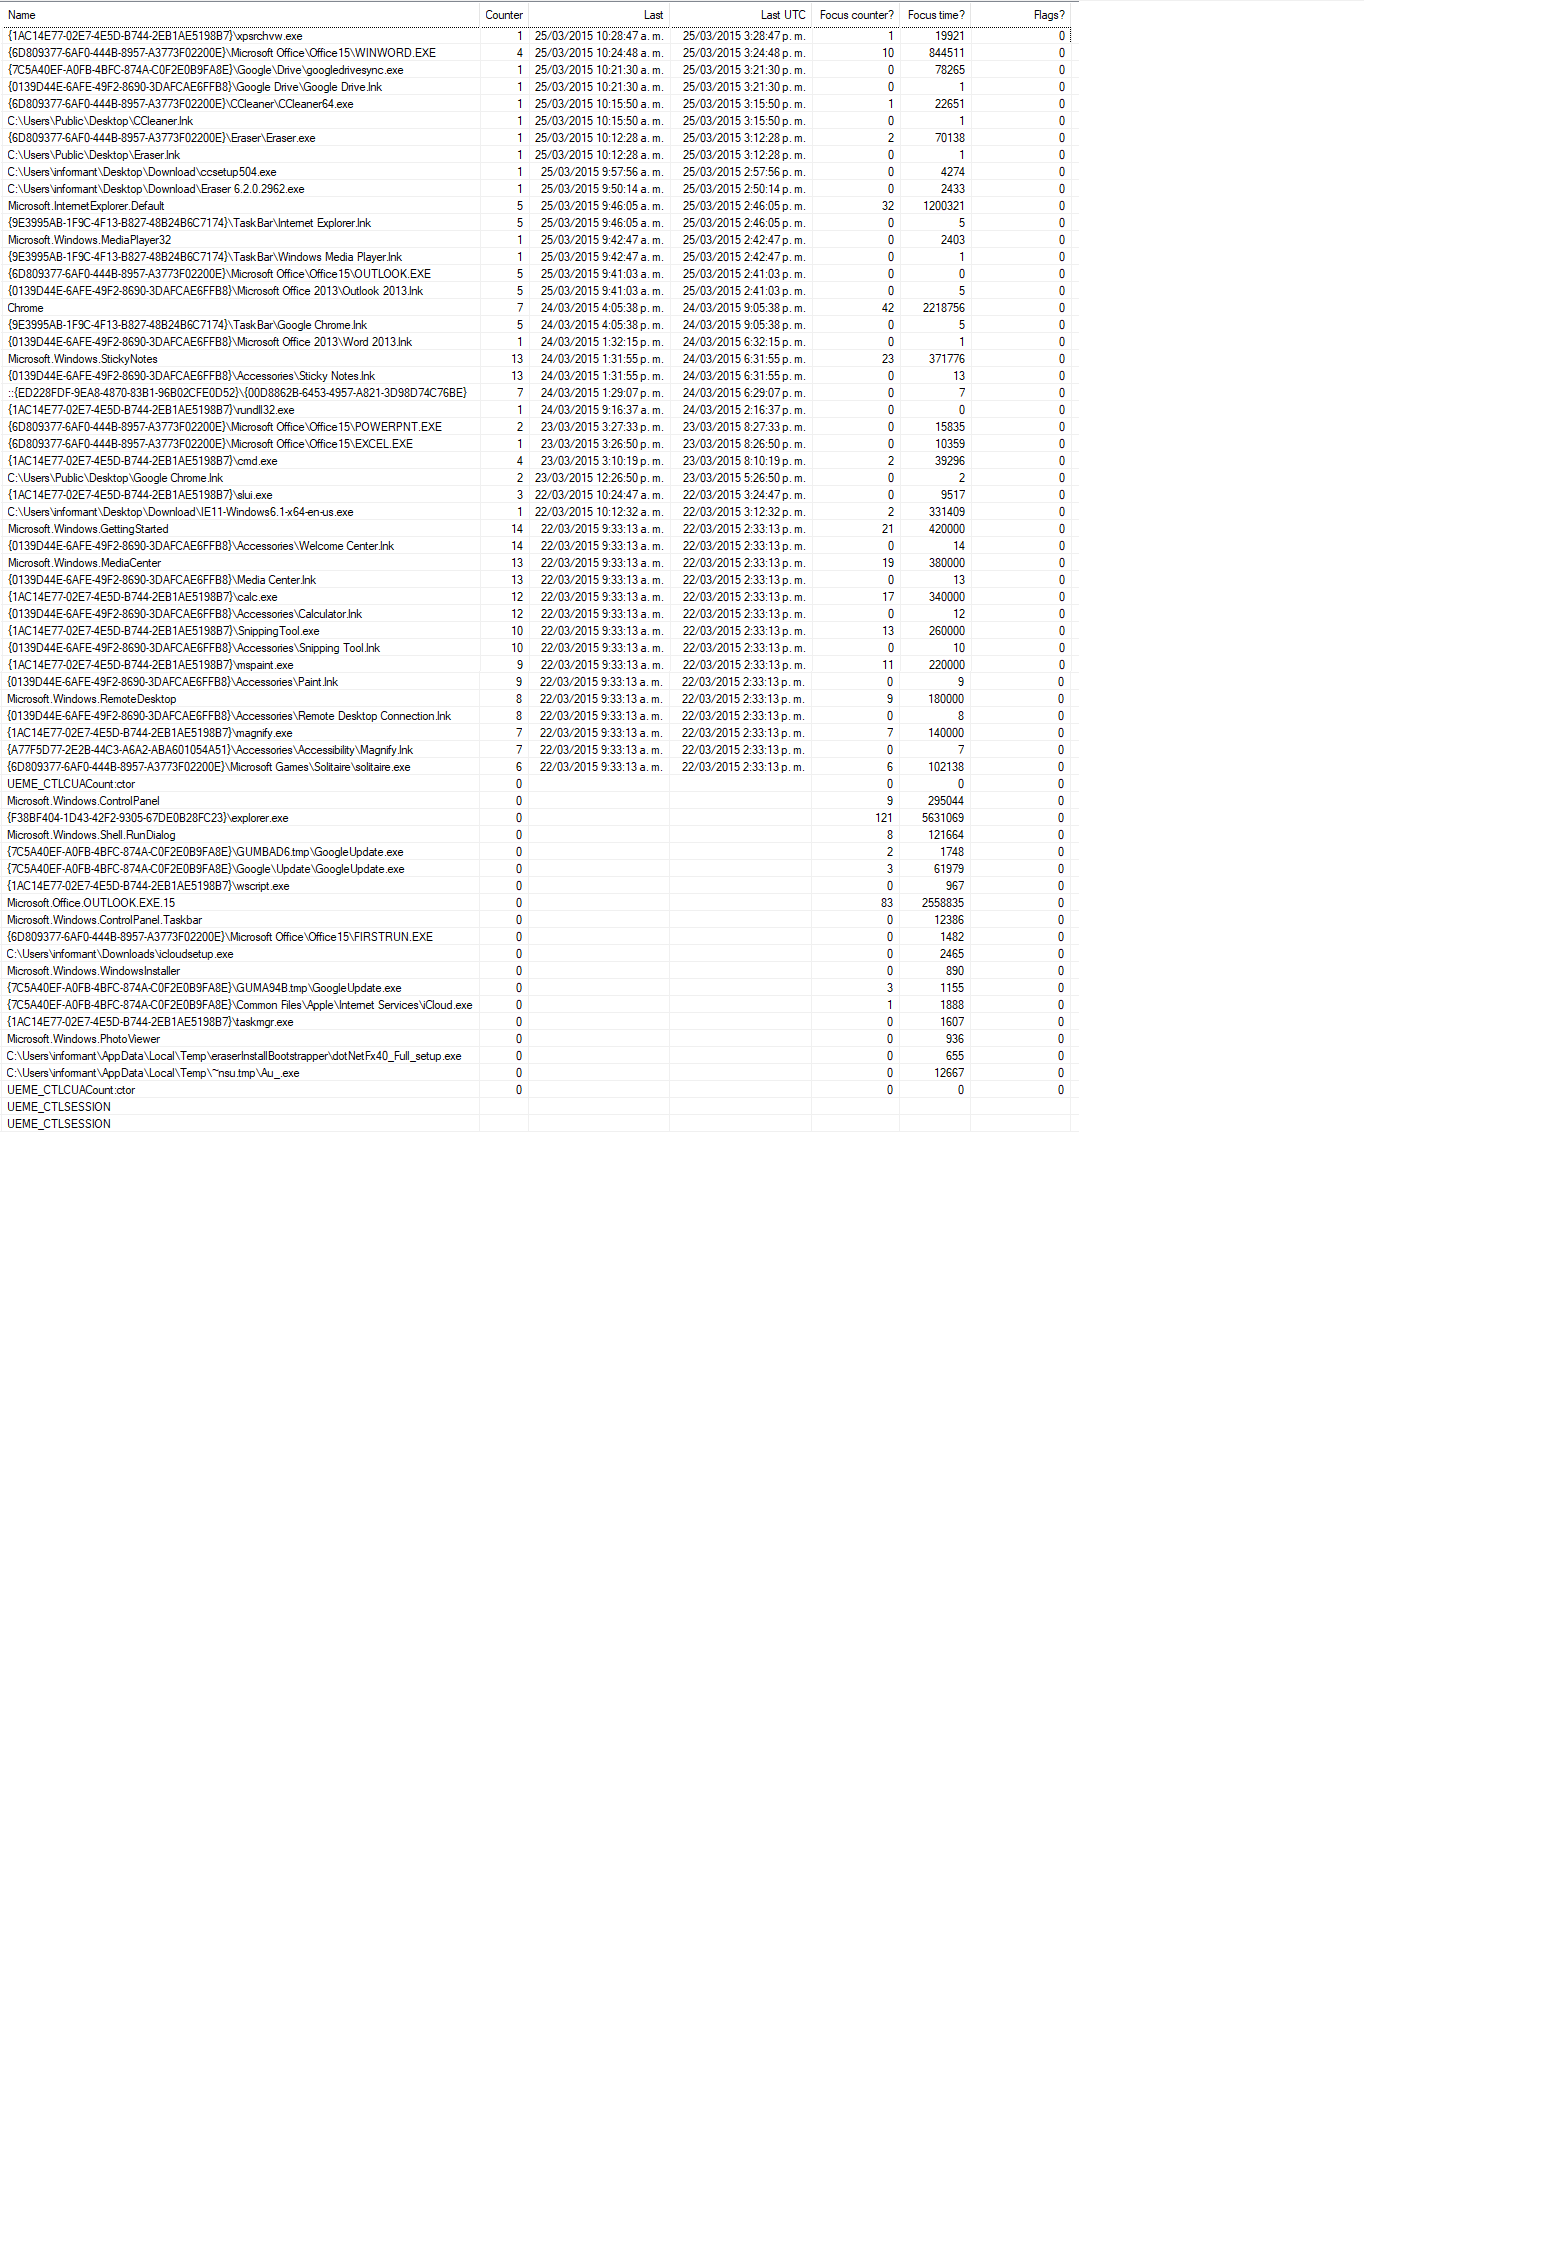 Name Counter Last Last UTC Focus counter? Focus time? Flags?
{1AC14E77-02E7-4E5D-B744-2EB1AE5198B7}\xpsrchvw.exe 1 25/03/2015 10:28:47 a. m. 25/03/2015 3:28:47 p. m. 1 19921 0
{6D809377-6AF0-444B-8957-A3773F02200E}\Microsoft Office\Office15\WINWORD.EXE 4 25/03/2015 10:24:48 a. m. 25/03/2015 3:24:48 p. m. 10 844511 0
{7C5A40EF-A0FB-4BFC-874A-C0F2E0B9FA8E}\Google\Drive\googledrivesync.exe 1 25/03/2015 10:21:30 a. m. 25/03/2015 3:21:30 p. m. 0 78265 0
{0139D44E-6AFE-49F2-8690-3DAFCAE6FFB8}\Google Drive\Google Drive.lnk 1 25/03/2015 10:21:30 a. m. 25/03/2015 3:21:30 p. m. 0 1 0
{6D809377-6AF0-444B-8957-A3773F02200E}\CCleaner\CCleaner64.exe 1 25/03/2015 10:15:50 a. m. 25/03/2015 3:15:50 p. m. 1 22651 0
C:\Users\Public\Desktop\CCleaner.lnk 1 25/03/2015 10:15:50 a. m. 25/03/2015 3:15:50 p. m. 0 1 0
{6D809377-6AF0-444B-8957-A3773F02200E}\Eraser\Eraser.exe 1 25/03/2015 10:12:28 a. m. 25/03/2015 3:12:28 p. m. 2 70138 0
C:\Users\Public\Desktop\Eraser.lnk 1 25/03/2015 10:12:28 a. m. 25/03/2015 3:12:28 p. m. 0 1 0
C:\Users\informant\Desktop\Download\ccsetup504.exe 1 25/03/2015 9:57:56 a. m. 25/03/2015 2:57:56 p. m. 0 4274 0
C:\Users\informant\Desktop\Download\Eraser 6.2.0.2962.exe 1 25/03/2015 9:50:14 a. m. 25/03/2015 2:50:14 p. m. 0 2433 0
Microsoft.InternetExplorer.Default 5 25/03/2015 9:46:05 a. m. 25/03/2015 2:46:05 p. m. 32 1200321 0
{9E3995AB-1F9C-4F13-B827-48B24B6C7174}\TaskBar\Internet Explorer.lnk 5 25/03/2015 9:46:05 a. m. 25/03/2015 2:46:05 p. m. 0 5 0
Microsoft.Windows.MediaPlayer32 1 25/03/2015 9:42:47 a. m. 25/03/2015 2:42:47 p. m. 0 2403 0
{9E3995AB-1F9C-4F13-B827-48B24B6C7174}\TaskBar\Windows Media Player.lnk 1 25/03/2015 9:42:47 a. m. 25/03/2015 2:42:47 p. m. 0 1 0
{6D809377-6AF0-444B-8957-A3773F02200E}\Microsoft Office\Office15\OUTLOOK.EXE 5 25/03/2015 9:41:03 a. m. 25/03/2015 2:41:03 p. m. 0 0 0
{0139D44E-6AFE-49F2-8690-3DAFCAE6FFB8}\Microsoft Office 2013\Outlook 2013.lnk 5 25/03/2015 9:41:03 a. m. 25/03/2015 2:41:03 p. m. 0 5 0
Chrome 7 24/03/2015 4:05:38 p. m. 24/03/2015 9:05:38 p. m. 42 2218756 0
{9E3995AB-1F9C-4F13-B827-48B24B6C7174}\TaskBar\Google Chrome.lnk 5 24/03/2015 4:05:38 p. m. 24/03/2015 9:05:38 p. m. 0 5 0
{0139D44E-6AFE-49F2-8690-3DAFCAE6FFB8}\Microsoft Office 2013\Word 2013.lnk 1 24/03/2015 1:32:15 p. m. 24/03/2015 6:32:15 p. m. 0 1 0
Microsoft.Windows.StickyNotes 13 24/03/2015 1:31:55 p. m. 24/03/2015 6:31:55 p. m. 23 371776 0
{0139D44E-6AFE-49F2-8690-3DAFCAE6FFB8}\Accessories\Sticky Notes.lnk 13 24/03/2015 1:31:55 p. m. 24/03/2015 6:31:55 p. m. 0 13 0
::{ED228FDF-9EA8-4870-83B1-96B02CFE0D52}\{00D8862B-6453-4957-A821-3D98D74C76BE} 7 24/03/2015 1:29:07 p. m. 24/03/2015 6:29:07 p. m. 0 7 0
{1AC14E77-02E7-4E5D-B744-2EB1AE5198B7}\rundll32.exe 1 24/03/2015 9:16:37 a. m. 24/03/2015 2:16:37 p. m. 0 0 0
{6D809377-6AF0-444B-8957-A3773F02200E}\Microsoft Office\Office15\POWERPNT.EXE 2 23/03/2015 3:27:33 p. m. 23/03/2015 8:27:33 p. m. 0 15835 0
{6D809377-6AF0-444B-8957-A3773F02200E}\Microsoft Office\Office15\EXCEL.EXE 1 23/03/2015 3:26:50 p. m. 23/03/2015 8:26:50 p. m. 0 10359 0
{1AC14E77-02E7-4E5D-B744-2EB1AE5198B7}\cmd.exe 4 23/03/2015 3:10:19 p. m. 23/03/2015 8:10:19 p. m. 2 39296 0
C:\Users\Public\Desktop\Google Chrome.lnk 2 23/03/2015 12:26:50 p. m. 23/03/2015 5:26:50 p. m. 0 2 0
{1AC14E77-02E7-4E5D-B744-2EB1AE5198B7}\slui.exe 3 22/03/2015 10:24:47 a. m. 22/03/2015 3:24:47 p. m. 0 9517 0
C:\Users\informant\Desktop\Download\IE11-Windows6.1-x64-en-us.exe 1 22/03/2015 10:12:32 a. m. 22/03/2015 3:12:32 p. m. 2 331409 0
Microsoft.Windows.GettingStarted 14 22/03/2015 9:33:13 a. m. 22/03/2015 2:33:13 p. m. 21 420000 0
{0139D44E-6AFE-49F2-8690-3DAFCAE6FFB8}\Accessories\Welcome Center.lnk 14 22/03/2015 9:33:13 a. m. 22/03/2015 2:33:13 p. m. 0 14 0
Microsoft.Windows.MediaCenter 13 22/03/2015 9:33:13 a. m. 22/03/2015 2:33:13 p. m. 19 380000 0
{0139D44E-6AFE-49F2-8690-3DAFCAE6FFB8}\Media Center.lnk 13 22/03/2015 9:33:13 a. m. 22/03/2015 2:33:13 p. m. 0 13 0
{1AC14E77-02E7-4E5D-B744-2EB1AE5198B7}\calc.exe 12 22/03/2015 9:33:13 a. m. 22/03/2015 2:33:13 p. m. 17 340000 0
{0139D44E-6AFE-49F2-8690-3DAFCAE6FFB8}\Accessories\Calculator.lnk 12 22/03/2015 9:33:13 a. m. 22/03/2015 2:33:13 p. m. 0 12 0
{1AC14E77-02E7-4E5D-B744-2EB1AE5198B7}\SnippingTool.exe 10 22/03/2015 9:33:13 a. m. 22/03/2015 2:33:13 p. m. 13 260000 0
{0139D44E-6AFE-49F2-8690-3DAFCAE6FFB8}\Accessories\Snipping Tool.lnk 10 22/03/2015 9:33:13 a. m. 22/03/2015 2:33:13 p. m. 0 10 0
{1AC14E77-02E7-4E5D-B744-2EB1AE5198B7}\mspaint.exe 9 22/03/2015 9:33:13 a. m. 22/03/2015 2:33:13 p. m. 11 220000 0
{0139D44E-6AFE-49F2-8690-3DAFCAE6FFB8}\Accessories\Paint.lnk 9 22/03/2015 9:33:13 a. m. 22/03/2015 2:33:13 p. m. 0 9 0
Microsoft.Windows.RemoteDesktop 8 22/03/2015 9:33:13 a. m. 22/03/2015 2:33:13 p. m. 9 180000 0
{0139D44E-6AFE-49F2-8690-3DAFCAE6FFB8}\Accessories\Remote Desktop Connection.lnk 8 22/03/2015 9:33:13 a. m. 22/03/2015 2:33:13 p. m. 0 8 0
{1AC14E77-02E7-4E5D-B744-2EB1AE5198B7}\magnify.exe 7 22/03/2015 9:33:13 a. m. 22/03/2015 2:33:13 p. m. 7 140000 0
{A77F5D77-2E2B-44C3-A6A2-ABA601054A51}\Accessories\Accessibility\Magnify.lnk 7 22/03/2015 9:33:13 a. m. 22/03/2015 2:33:13 p. m. 0 7 0
{6D809377-6AF0-444B-8957-A3773F02200E}\Microsoft Games\Solitaire\solitaire.exe 6 22/03/2015 9:33:13 a. m. 22/03/2015 2:33:13 p. m. 6 102138 0
UEME_CTLCUACount:ctor 0 0 0 0
Microsoft.Windows.ControlPanel 0 9 295044 0
{F38BF404-1D43-42F2-9305-67DE0B28FC23}\explorer.exe 0 121 5631069 0
Microsoft.Windows.Shell.RunDialog 0 8 121664 0
{7C5A40EF-A0FB-4BFC-874A-C0F2E0B9FA8E}\GUMBAD6.tmp\GoogleUpdate.exe 0 2 1748 0
{7C5A40EF-A0FB-4BFC-874A-C0F2E0B9FA8E}\Google\Update\GoogleUpdate.exe 0 3 61979 0
{1AC14E77-02E7-4E5D-B744-2EB1AE5198B7}\wscript.exe 0 0 967 0
Microsoft.Office.OUTLOOK.EXE.15 0 83 2558835 0
Microsoft.Windows.ControlPanel.Taskbar 0 0 12386 0
{6D809377-6AF0-444B-8957-A3773F02200E}\Microsoft Office\Office15\FIRSTRUN.EXE 0 0 1482 0
C:\Users\informant\Downloads\icloudsetup.exe 0 0 2465 0
Microsoft.Windows.WindowsInstaller 0 0 890 0
{7C5A40EF-A0FB-4BFC-874A-C0F2E0B9FA8E}\GUMA94B.tmp\GoogleUpdate.exe 0 3 1155 0
{7C5A40EF-A0FB-4BFC-874A-C0F2E0B9FA8E}\Common Files\Apple\Internet Services\iCloud.exe 0 1 1888 0
{1AC14E77-02E7-4E5D-B744-2EB1AE5198B7}\taskmgr.exe 0 0 1607 0
Microsoft.Windows.PhotoViewer 0 0 936 0
C:\Users\informant\AppData\Local\Temp\eraserInstallBootstrapper\dotNetFx40_Full_setup.exe 0 0 655 0
C:\Users\informant\AppData\Local\Temp\~nsu.tmp\Au_.exe 0 0 12667 0
UEME_CTLCUACount:ctor 0 0 0 0
UEME_CTLSESSION
UEME_CTLSESSION